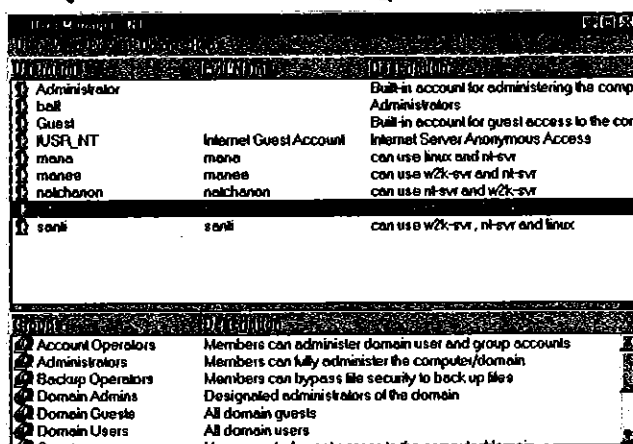 Administrator Built-in account for administering the comp
ball Administrators
Guest Built-in account for guest access to the con
IUSR_NT Internet Guest Account Internet Server Anonymous Access
mana mana can use linux and nt-svr
manee manee can use w2k-svr and nt-svr
natchanon natchanon can use nt-svr and w2k-svr
santi santi can use w2k-svr, nt-svr and linux
Account Operators Members can administer domain user and group accounts
Administrators Members can fully administer the computer/domain
Backup Operators Members can bypass file security to back up files
Domain Admins Designated administrators of the domain
Domain Guests All domain guests
Domain Users All domain users